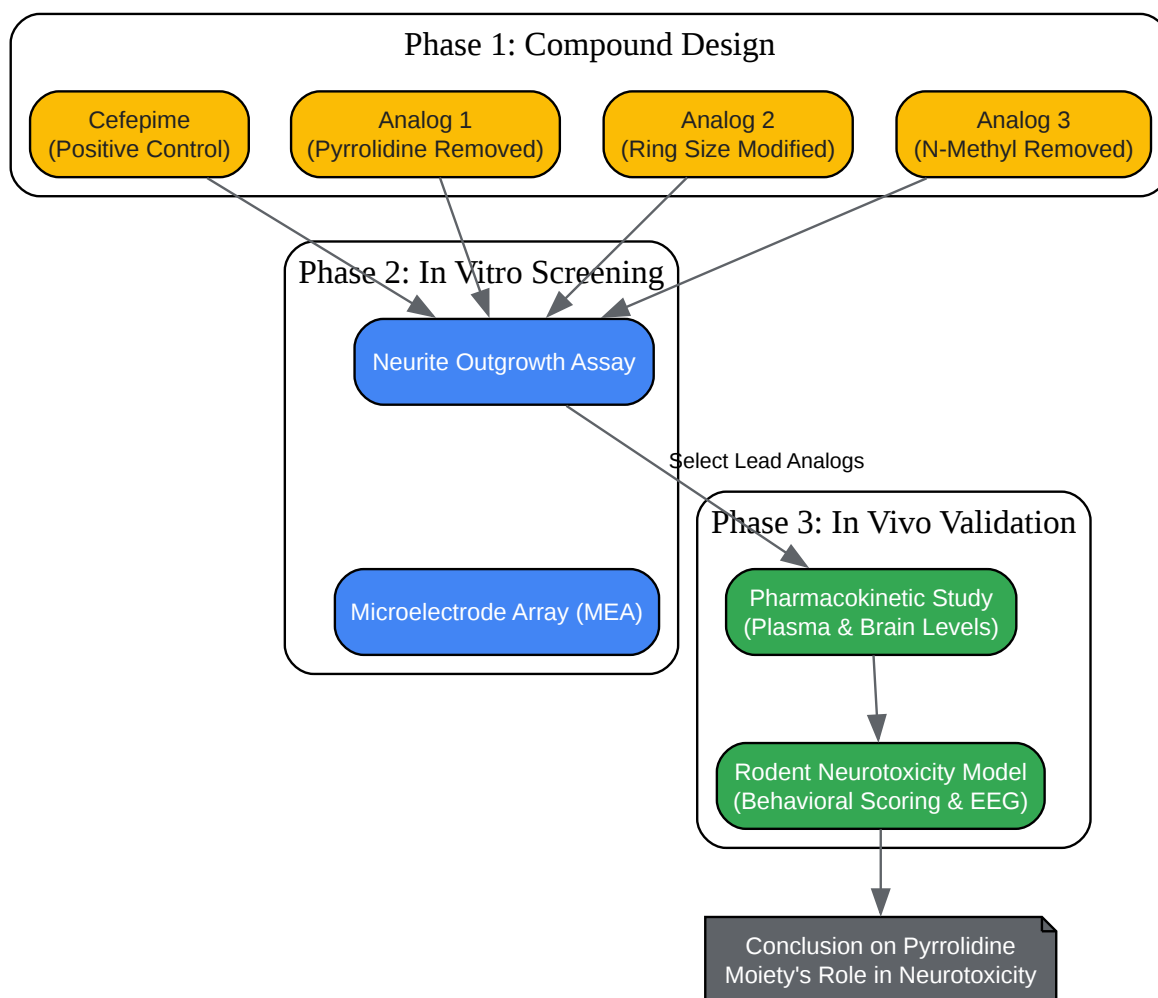 Phase 1: Compound Design
Cefepime
(Positive Control)
Analog 1
(Pyrrolidine Removed)
Analog 2
(Ring Size Modified)
Analog 3
(N-Methyl Removed)
Phase 2: In Vitro Screening
Neurite Outgrowth Assay
Select Lead Analogs
Microelectrode Array (MEA)
Phase 3: In Vivo Validation
Pharmacokinetic Study
(Plasma & Brain Levels)
Rodent Neurotoxicity Model
(Behavioral Scoring & EEG)
Conclusion on Pyrrolidine
Moiety's Role in Neurotoxicity